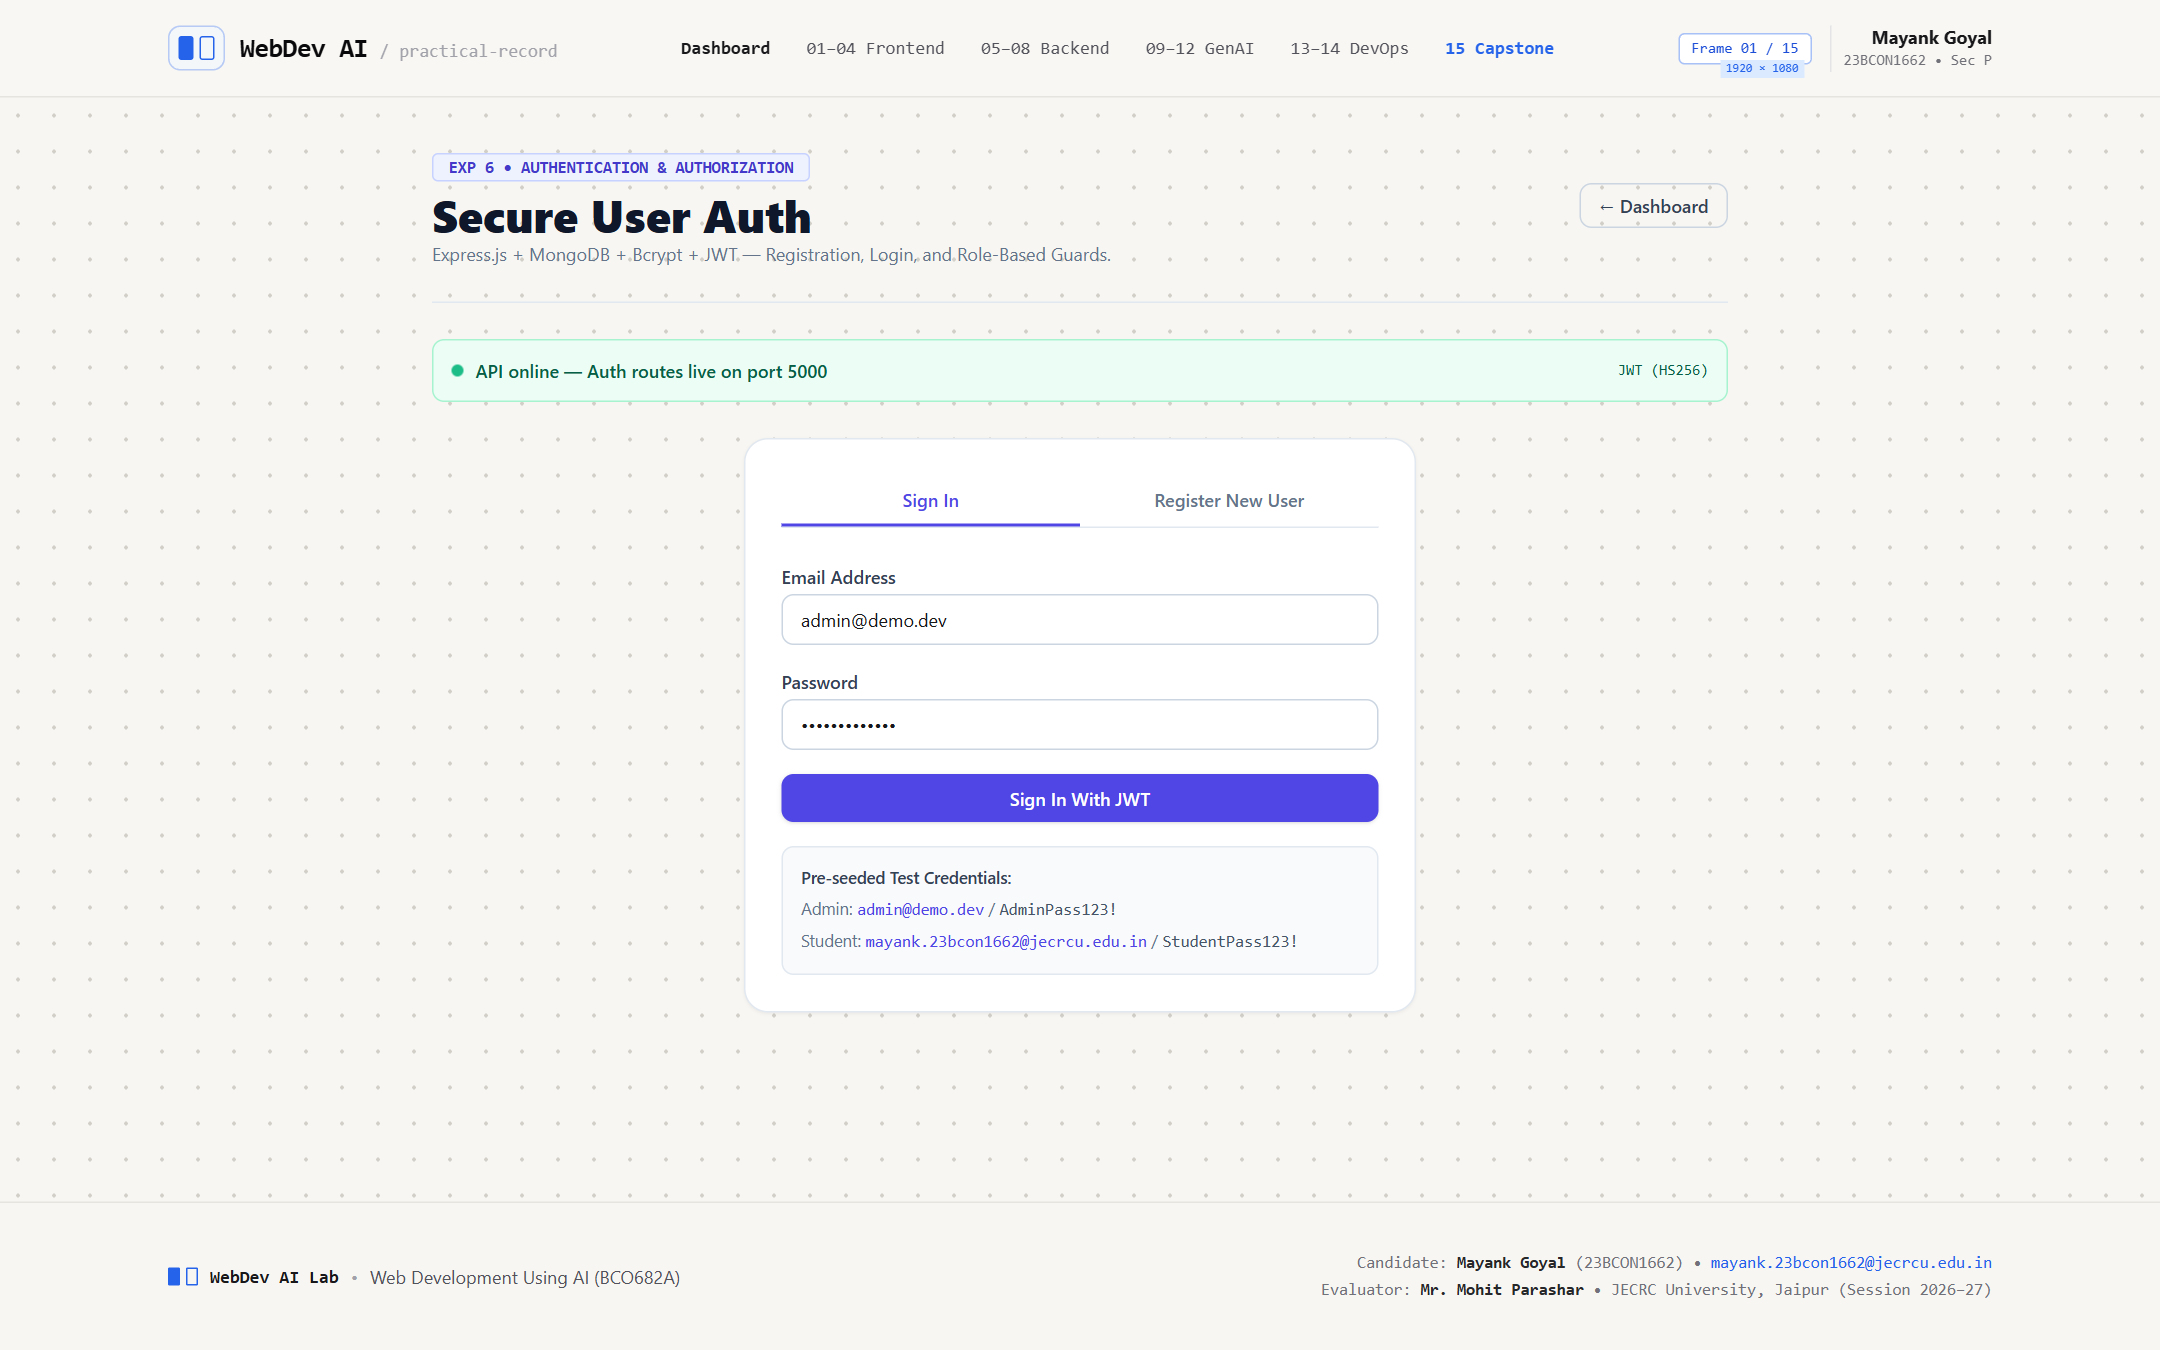 WebDev AI / practical-record
Dashboard 01–04 Frontend 05–08 Backend 09–12 GenAI 13–14 DevOps 15 Capstone
Frame 01 / 15
1920 × 1080
Mayank Goyal
23BCON1662 • Sec P
EXP 6 • AUTHENTICATION & AUTHORIZATION
Secure User Auth
Express.js + MongoDB + Bcrypt + JWT — Registration, Login, and Role-Based Guards.
← Dashboard
API online — Auth routes live on port 5000
JWT (HS256)
Sign In
Register New User
Email Address
admin@demo.dev
Password
•••••••••••••
Sign In With JWT
Pre-seeded Test Credentials:
Admin: admin@demo.dev / AdminPass123!
Student: mayank.23bcon1662@jecrcu.edu.in / StudentPass123!
WebDev AI Lab • Web Development Using AI (BCO682A)
Candidate: Mayank Goyal (23BCON1662) • mayank.23bcon1662@jecrcu.edu.in
Evaluator: Mr. Mohit Parashar • JECRC University, Jaipur (Session 2026–27)